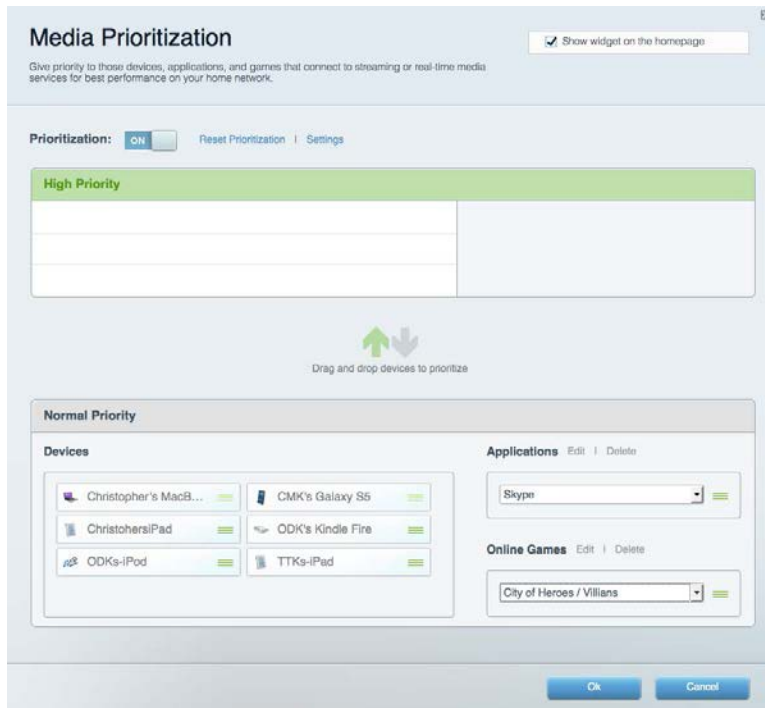 Media Prioritization
Show widget on the homepage
Give priority to those devices, applications, and games that connect to streaming or real-time media
services for best performance on your home network.
Prioritization: ON Reset Prioritization | Settings
High Priority
Drag and drop devices to prioritize
Normal Priority
Devices
Christopher's MacB... CMK's Galaxy S5
ChristohersiPad ODK's Kindle Fire
ODKs-iPod TTKs-iPad
Applications Edit | Delete
Skype
Online Games Edit | Delete
City of Heroes / Villians
Ok Cancel